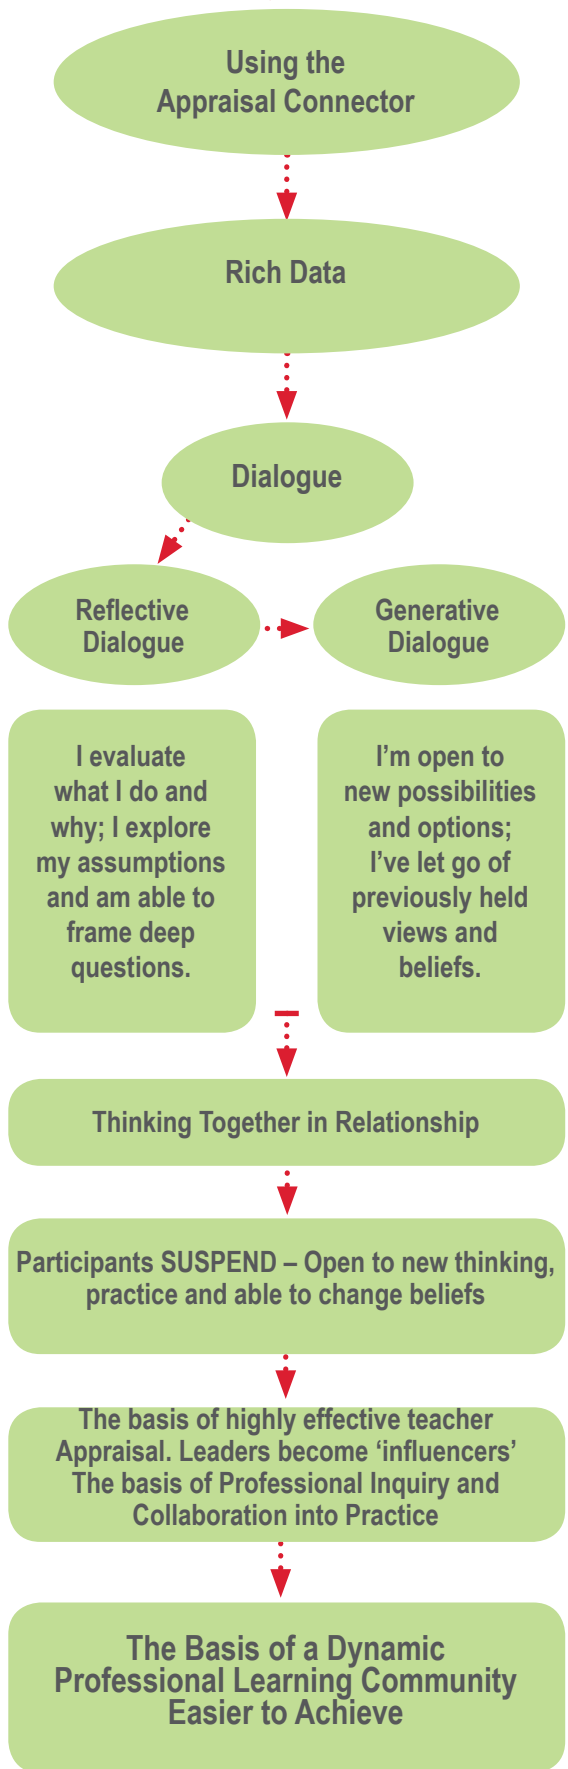 Using the
Appraisal Connector
Rich Data
Dialogue
Reflective
Dialogue
Generative
Dialogue
I evaluate
what I do and
why; I explore
my assumptions
and am able to
frame deep
questions.
I’m open to
new possibilities
and options;
I’ve let go of
previously held
views and
beliefs.
Thinking Together in Relationship
Participants SUSPEND – Open to new thinking,
practice and able to change beliefs
The basis of highly effective teacher
Appraisal. Leaders become ‘influencers’
The basis of Professional Inquiry and
Collaboration into Practice
The Basis of a Dynamic
Professional Learning Community
Easier to Achieve